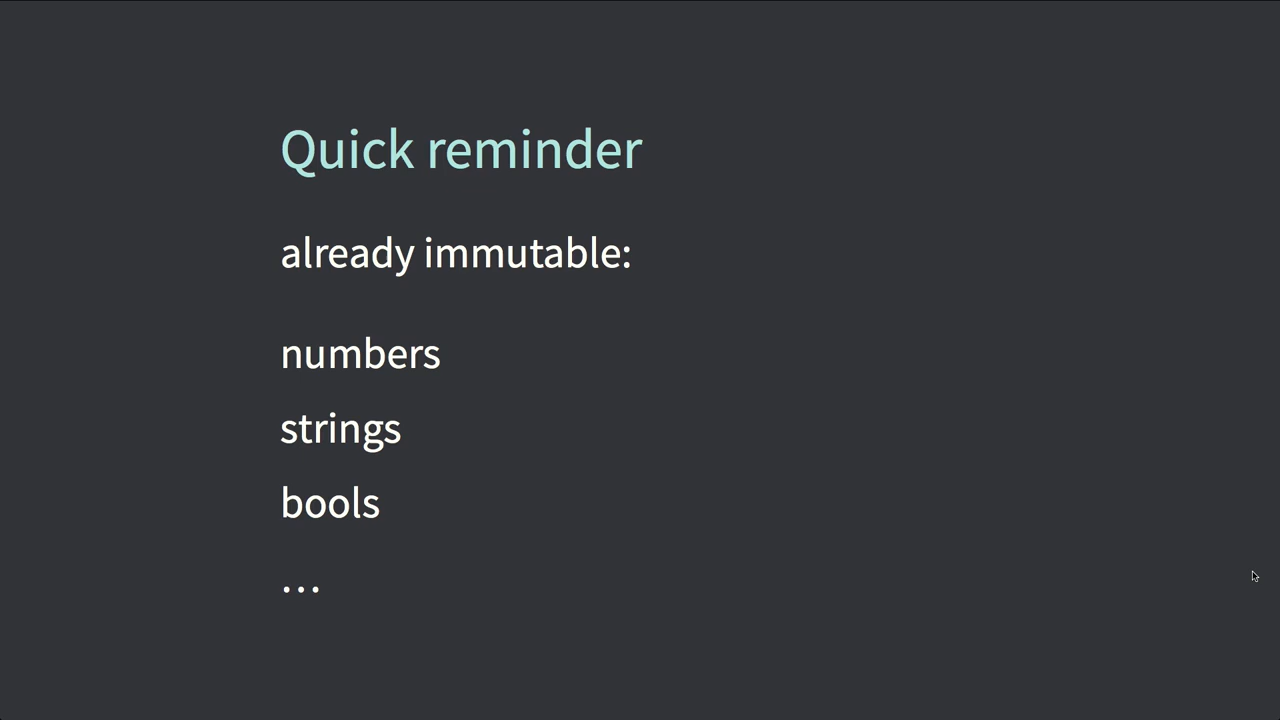 Quick reminder
already immutable:
numbers
strings
bools
…